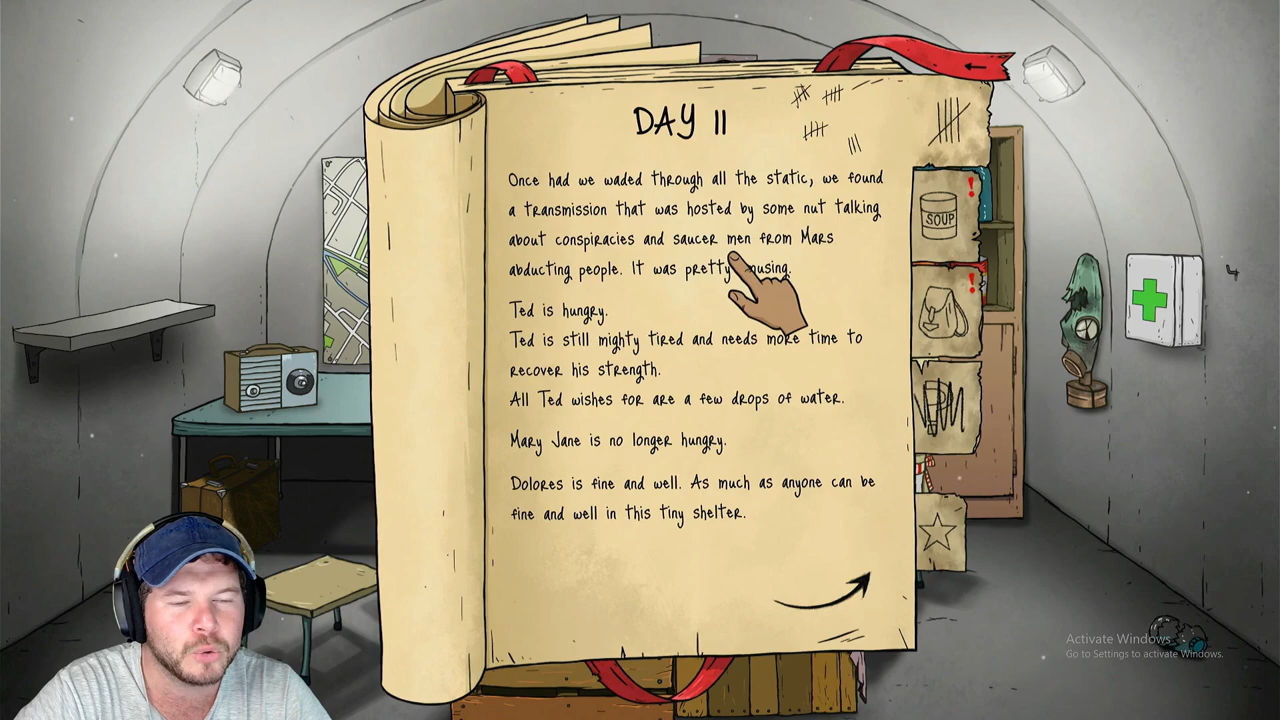 DAY 11
Once had we waded through all the static, we found
a transmission that was hosted by some nut talking
about conspiracies and saucer men from Mars
abducting people. It was pretty
Ted is hungry.
Ted is still mighty tired and needs more time to
recover his strength.
All Ted wishes for are a few drops of water.
Mary Jane is no longer hungry.
Dolores is fine and well. As much as anyone can be
fine and well in this tiny shelter.
!
SOUP
!
Activate Windows
Go to Settings to activate Windows.